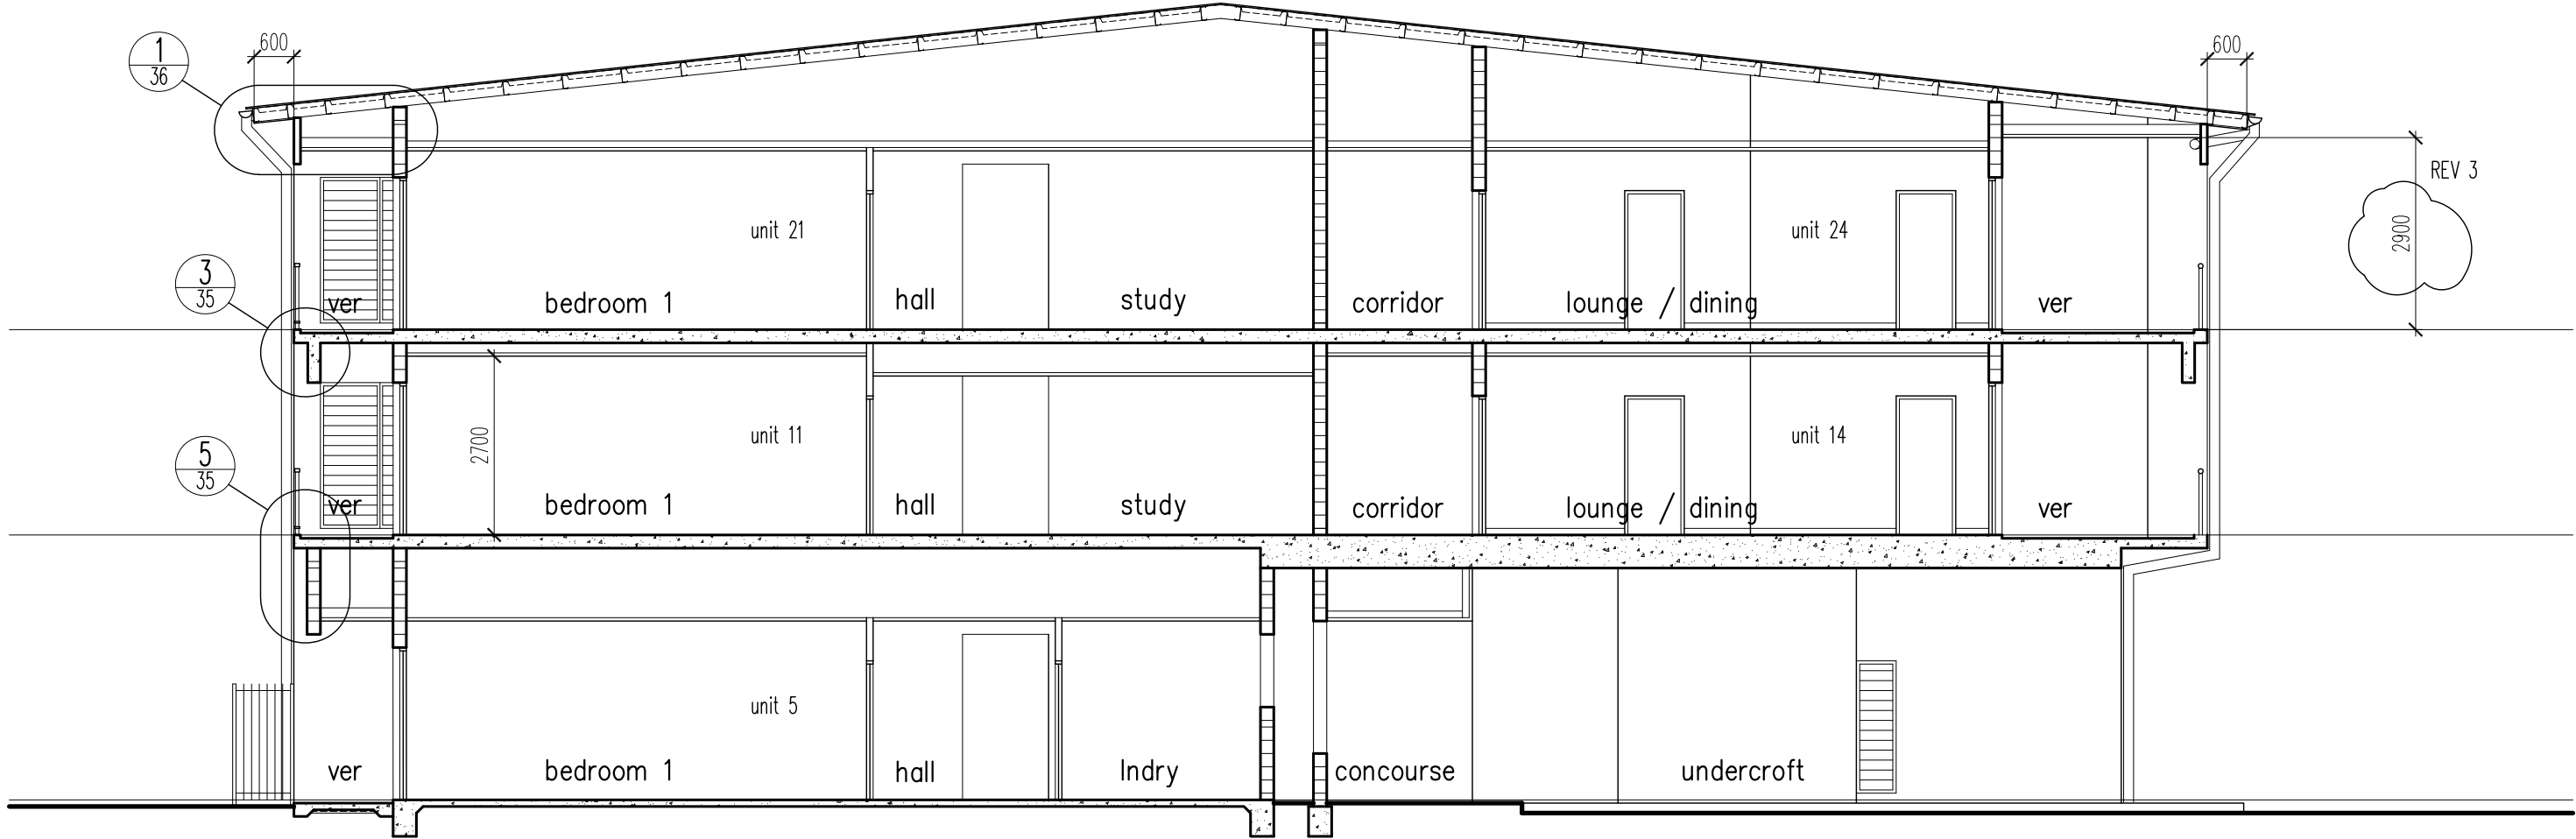 1
36
600
600
REV 3
2900
unit 21
unit 24
3
35
ver
bedroom 1
hall
study
corridor
lounge / dining
ver
2700
unit 11
unit 14
5
35
ver
bedroom 1
hall
study
corridor
lounge / dining
ver
unit 5
ver
bedroom 1
hall
lndry
concourse
undercroft